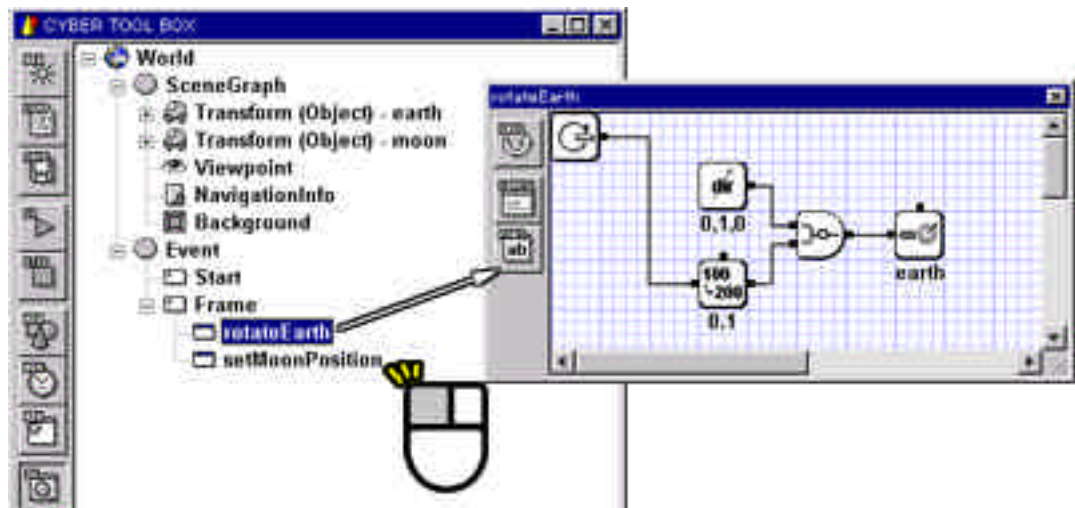 CYBER TOOL BOX
World
SceneGraph
Transform (Object) - earth
Transform (Object) - moon
Viewpoint
NavigationInfo
Background
Event
Start
Frame
rotateEarth
setMoonPosition
rotateEarth
dir
0,1,0
100
200
0,1
earth
ab